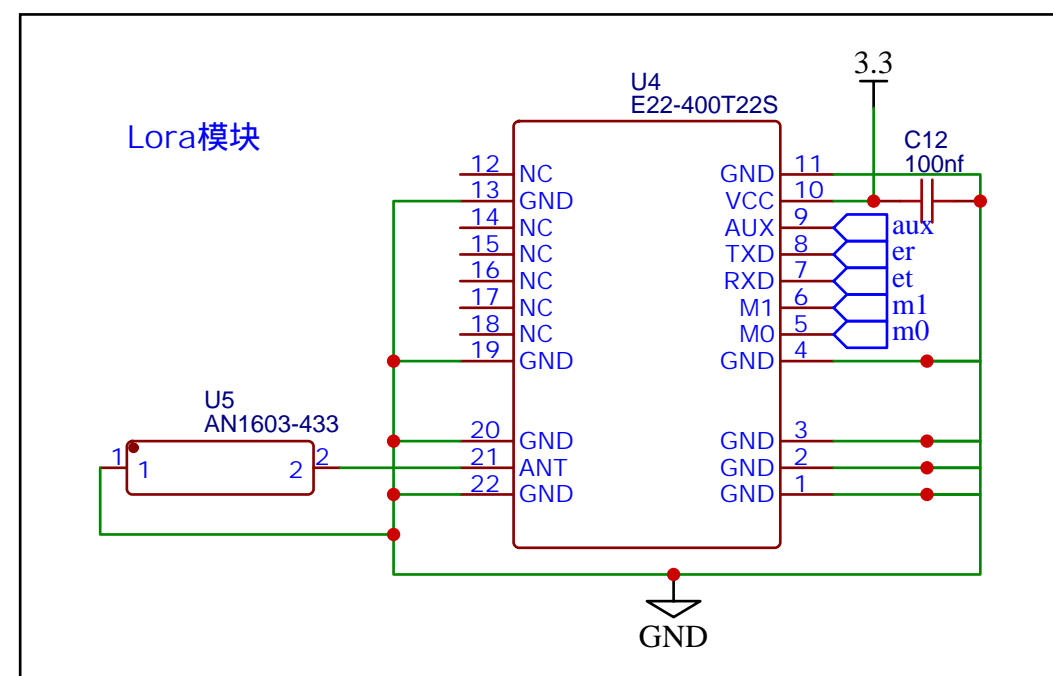 3.3
U4
E22-400T22S
Lora模块
C12
100nf
12 NC GND 11
13 GND VCC 10
14 NC AUX 9 aux
15 NC TXD 8 er
16 NC RXD 7 et
17 NC M1 6 m1
18 NC M0 5 m0
19 GND GND 4
U5
AN1603-433
20 GND GND 3
1 1 2 2 21 ANT GND 2
22 GND GND 1
GND